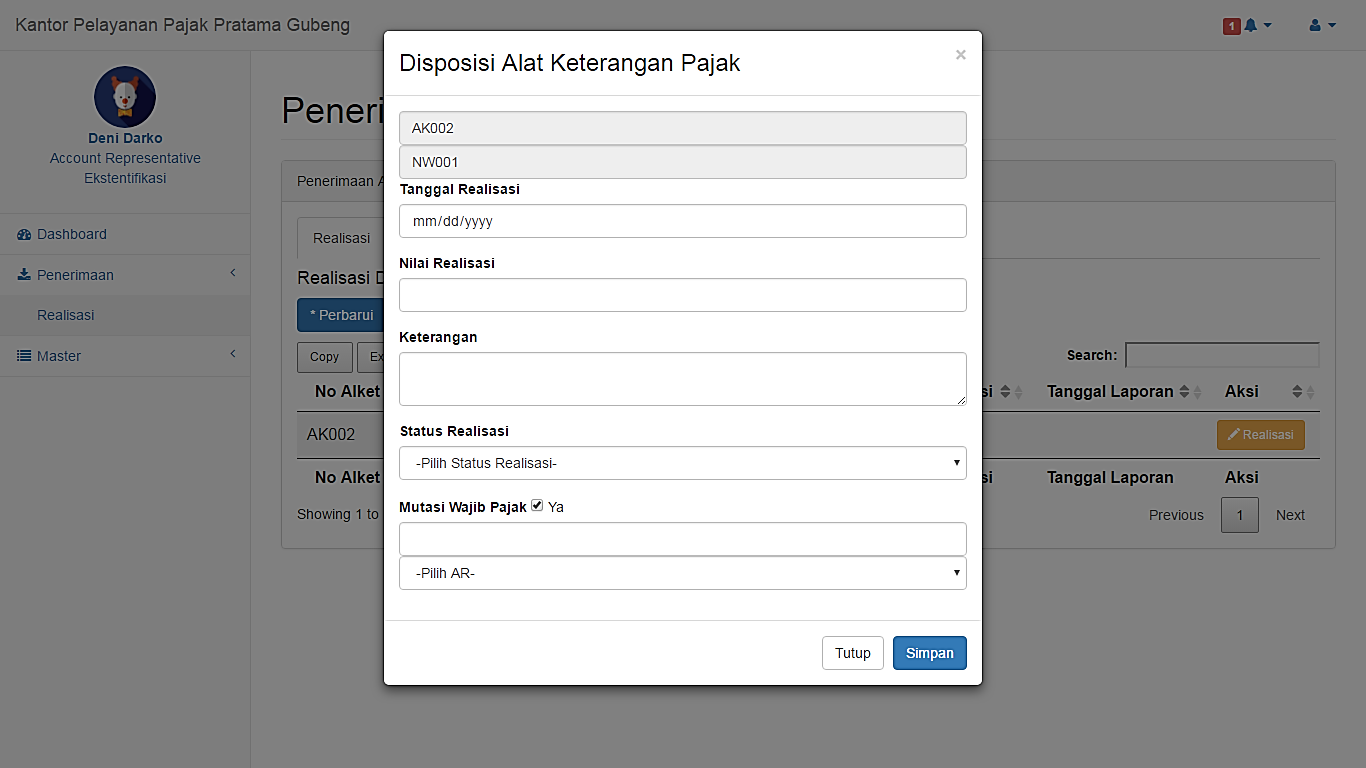 Kantor Pelayanan Pajak Pratama Gubeng
1
Deni Darko
Account Representative
Ekstentifikasi
Dashboard
Penerimaan
Realisasi
Master
Peneri
Penerimaan A
Realisasi
Realisasi D
* Perbarui
Copy
Ex
Search:
No Alket
si
Tanggal Laporan
Aksi
AK002
Realisasi
No Alket
si
Tanggal Laporan
Aksi
Showing 1 to
Previous
1
Next
Disposisi Alat Keterangan Pajak
×
AK002
NW001
Tanggal Realisasi
mm/dd/yyyy
Nilai Realisasi
Keterangan
Status Realisasi
-Pilih Status Realisasi-
Mutasi Wajib Pajak Ya
-Pilih AR-
Tutup
Simpan